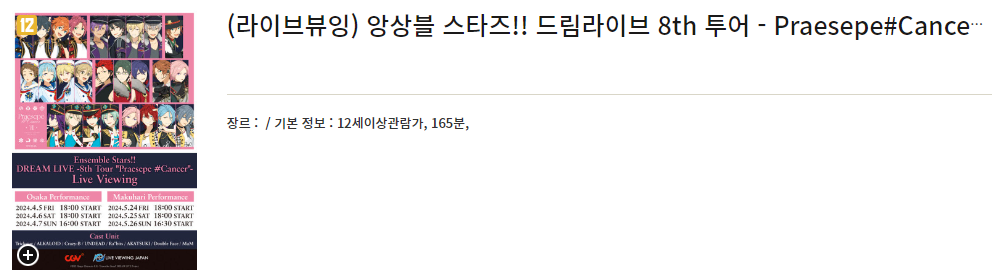 (라이브뷰잉) 앙상블 스타즈!! 드림라이브 8th 투어 - Praesepe#Cance…
장르 : / 기본 정보 : 12세이상관람가, 165분,
12
Ensemble Stars!!
DREAM LIVE -8th Tour "Praesepe #Cancer"-
Live Viewing
Osaka Performance
2024.4.5 FRI 18:00 START
2024.4.6 SAT 18:00 START
2024.4.7 SUN 16:00 START
Makuhari Performance
2024.5.24 FRI 18:00 START
2024.5.25 SAT 18:00 START
2024.5.26 SUN 16:30 START
Cast Unit
Trickstar / ALKALOID / Crazy:B / UNDEAD / Ra*bits / AKATSUKI / Double Face / MaM
CGV
LIVE VIEWING JAPAN